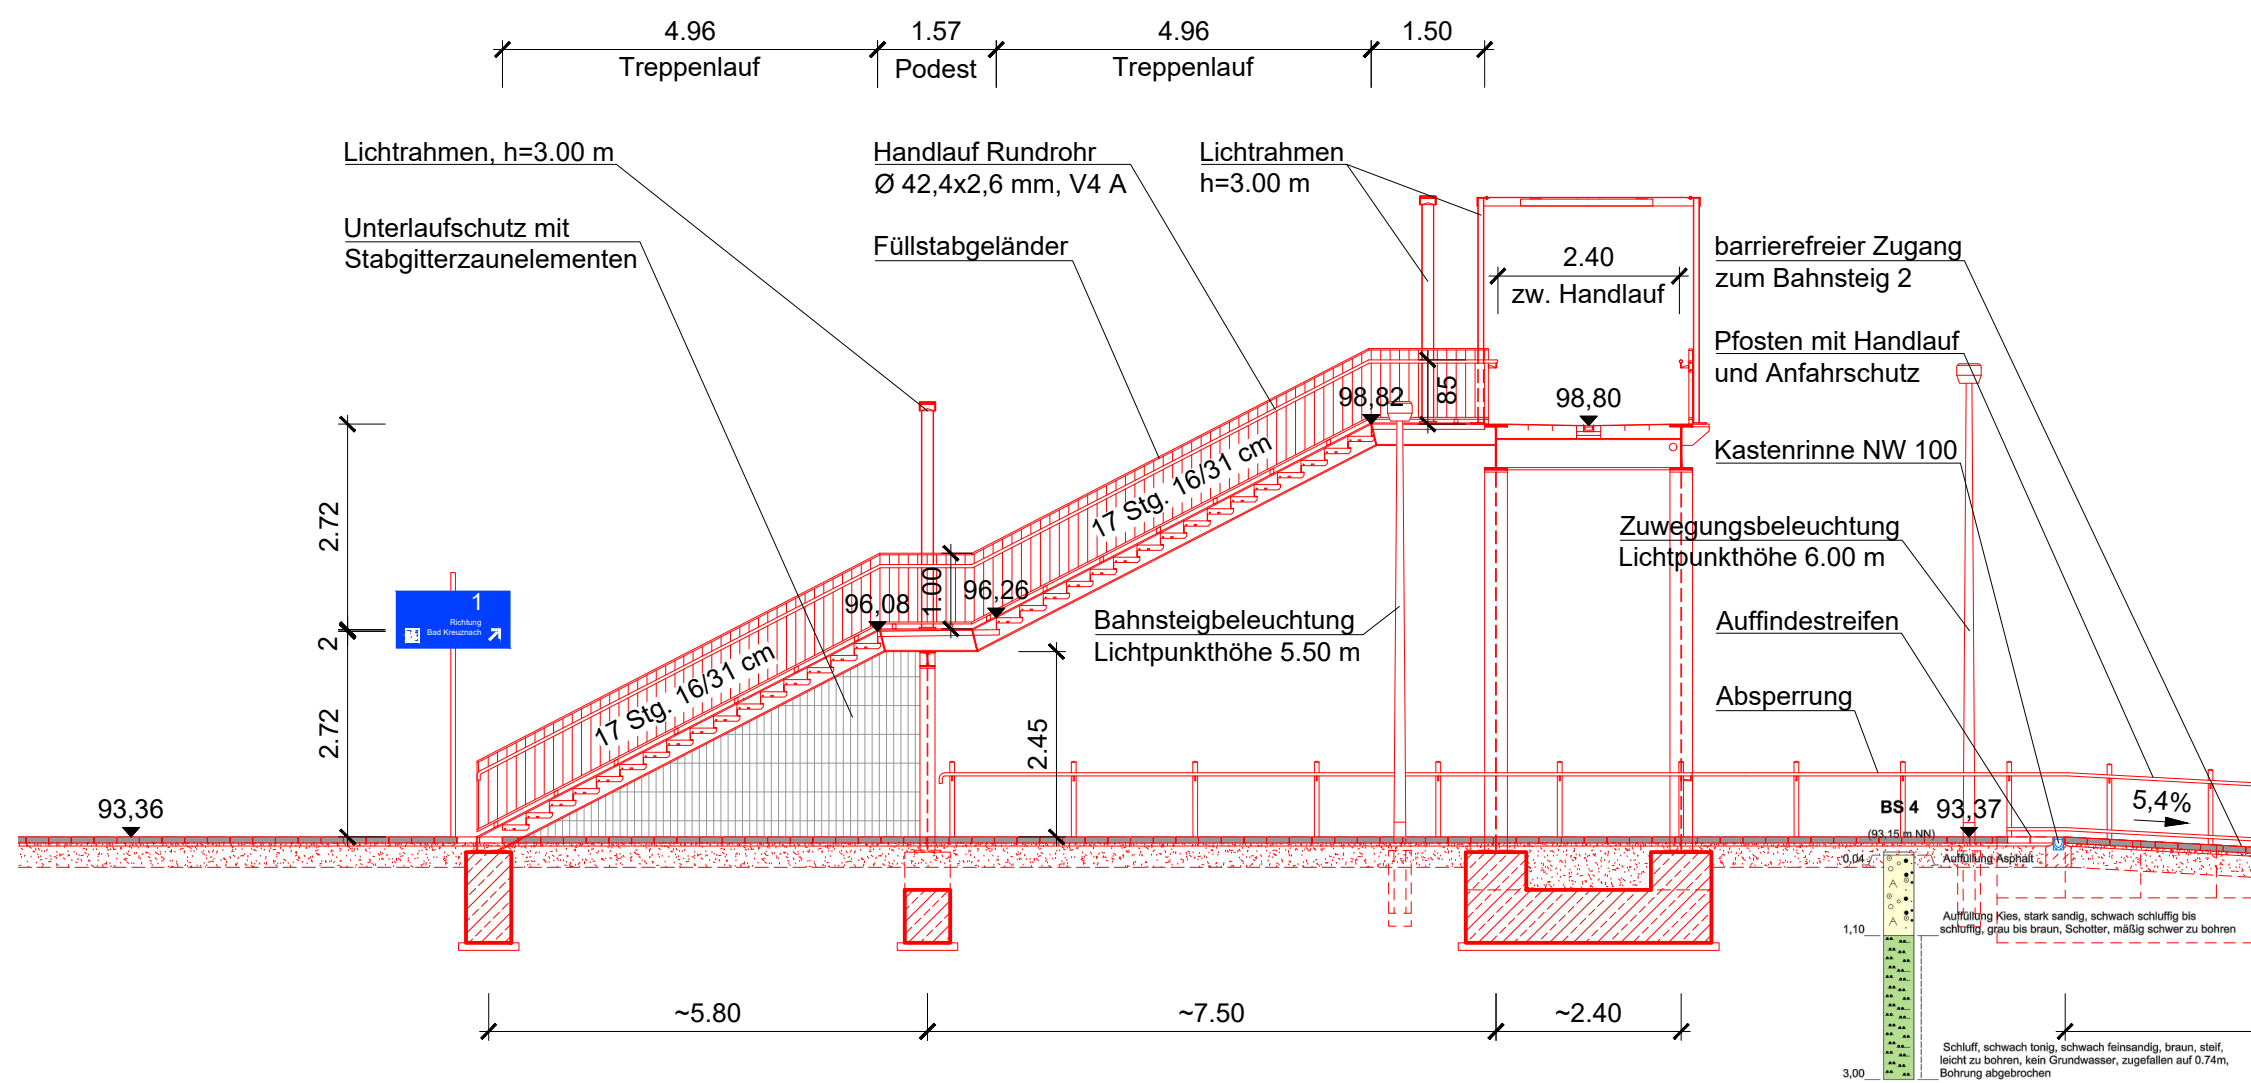 4.96
1.57
4.96
1.50
Treppenlauf
Podest
Treppenlauf
Lichtrahmen, h=3.00 m
Handlauf Rundrohr
Ø 42,4x2,6 mm, V4 A
Lichtrahmen
h=3.00 m
Unterlaufschutz mit
Stabgitterzaunelementen
Füllstabgeländer
2.40
zw. Handlauf
barrierefreier Zugang
zum Bahnsteig 2
Pfosten mit Handlauf
und Anfahrschutz
85
98,82
98,80
Kastenrinne NW 100
17 Stg. 16/31 cm
2.72
Zuwegungsbeleuchtung
Lichtpunkthöhe 6.00 m
1.00
96,08
96,26
1
Richtung
Bad Kreuznach
2
Bahnsteigbeleuchtung
Lichtpunkthöhe 5.50 m
Auffindestreifen
17 Stg. 16/31 cm
Absperrung
2.72
2.45
93,36
BS 4
93,37
5,4%
(93,15 m NN)
0,04
Auffüllung Asphalt
Auffüllung Kies, stark sandig, schwach schluffig bis
schluffig, grau bis braun, Schotter, mäßig schwer zu bohren
1,10
~5.80
~7.50
~2.40
Schluff, schwach tonig, schwach feinsandig, braun, steif,
leicht zu bohren, kein Grundwasser, zugefallen auf 0.74m,
Bohrung abgebrochen
3,00